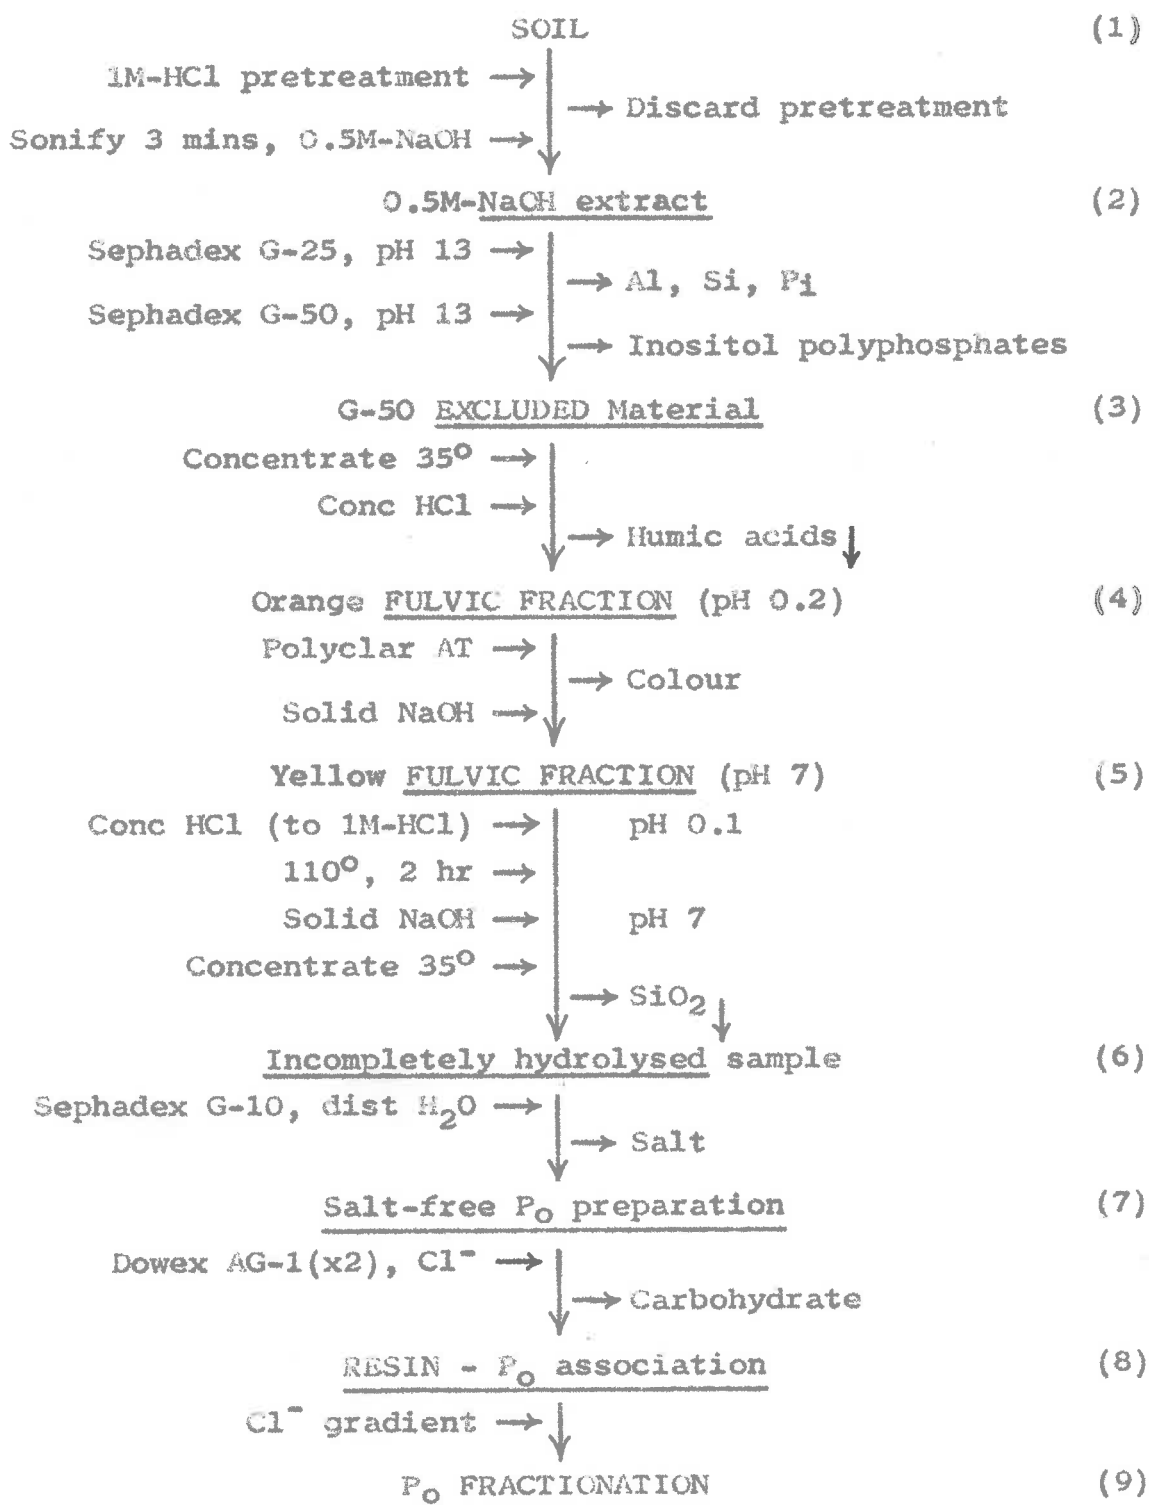 SOIL (1)
1M-HCl pretreatment →
→ Discard pretreatment
Sonify 3 mins, 0.5M-NaOH →
0.5M-NaOH extract (2)
Sephadex G-25, pH 13 →
→ Al, Si, Pi
Sephadex G-50, pH 13 →
→ Inositol polyphosphates
G-50 EXCLUDED Material (3)
Concentrate 35° →
Conc HCl →
→ Humic acids ↓
Orange FULVIC FRACTION (pH 0.2) (4)
Polyclar AT →
→ Colour
Solid NaOH →
Yellow FULVIC FRACTION (pH 7) (5)
Conc HCl (to 1M-HCl) → pH 0.1
110°, 2 hr →
Solid NaOH → pH 7
Concentrate 35° →
→ SiO₂ ↓
Incompletely hydrolysed sample (6)
Sephadex G-10, dist H₂O →
→ Salt
Salt-free Pₒ preparation (7)
Dowex AG-1(x2), Cl⁻ →
→ Carbohydrate
RESIN - Pₒ association (8)
Cl⁻ gradient →
Pₒ FRACTIONATION (9)